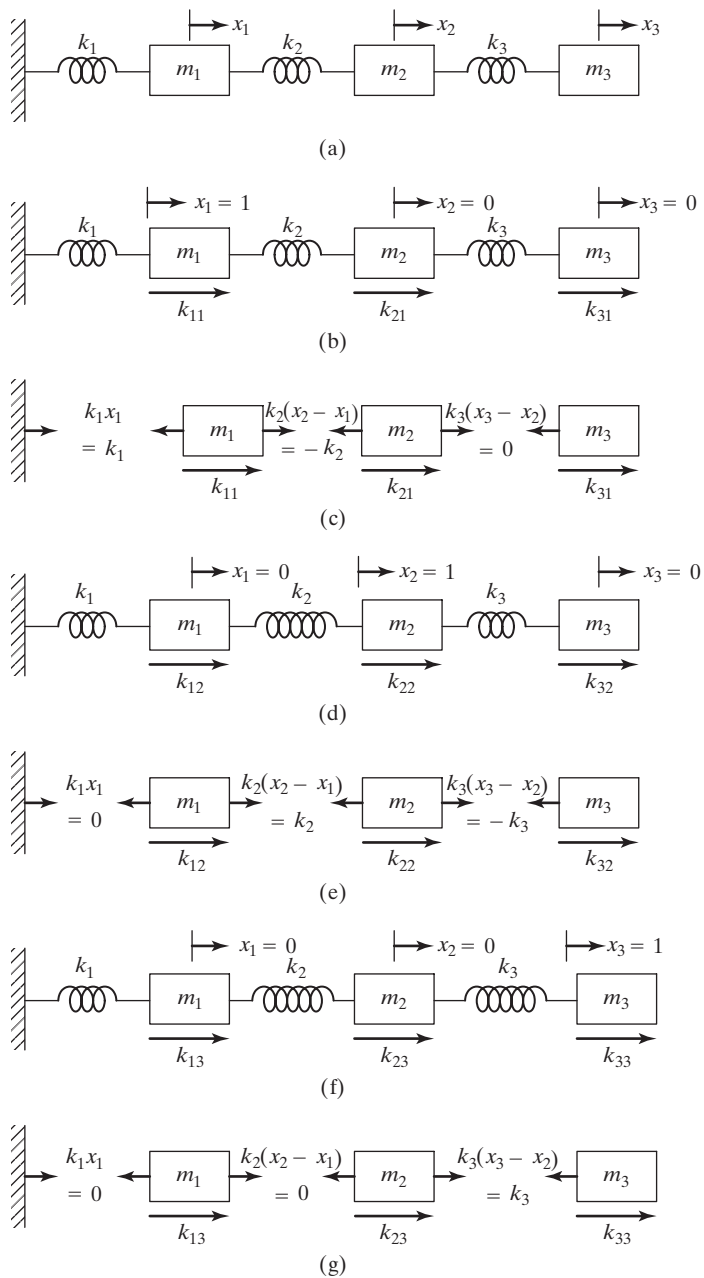 x₁ x₂ x₃
k₁ k₂ k₃
m₁ m₂ m₃
(a)
x₁ = 1 x₂ = 0 x₃ = 0
k₁ k₂ k₃
m₁ m₂ m₃
k₁₁ k₂₁ k₃₁
(b)
k₁x₁ k₂(x₂ − x₁) k₃(x₃ − x₂)
= k₁ m₁ = − k₂ m₂ = 0 m₃
k₁₁ k₂₁ k₃₁
(c)
x₁ = 0 x₂ = 1 x₃ = 0
k₁ k₂ k₃
m₁ m₂ m₃
k₁₂ k₂₂ k₃₂
(d)
k₁x₁ k₂(x₂ − x₁) k₃(x₃ − x₂)
= 0 m₁ = k₂ m₂ = − k₃ m₃
k₁₂ k₂₂ k₃₂
(e)
x₁ = 0 x₂ = 0 x₃ = 1
k₁ k₂ k₃
m₁ m₂ m₃
k₁₃ k₂₃ k₃₃
(f)
k₁x₁ k₂(x₂ − x₁) k₃(x₃ − x₂)
= 0 m₁ = 0 m₂ = k₃ m₃
k₁₃ k₂₃ k₃₃
(g)